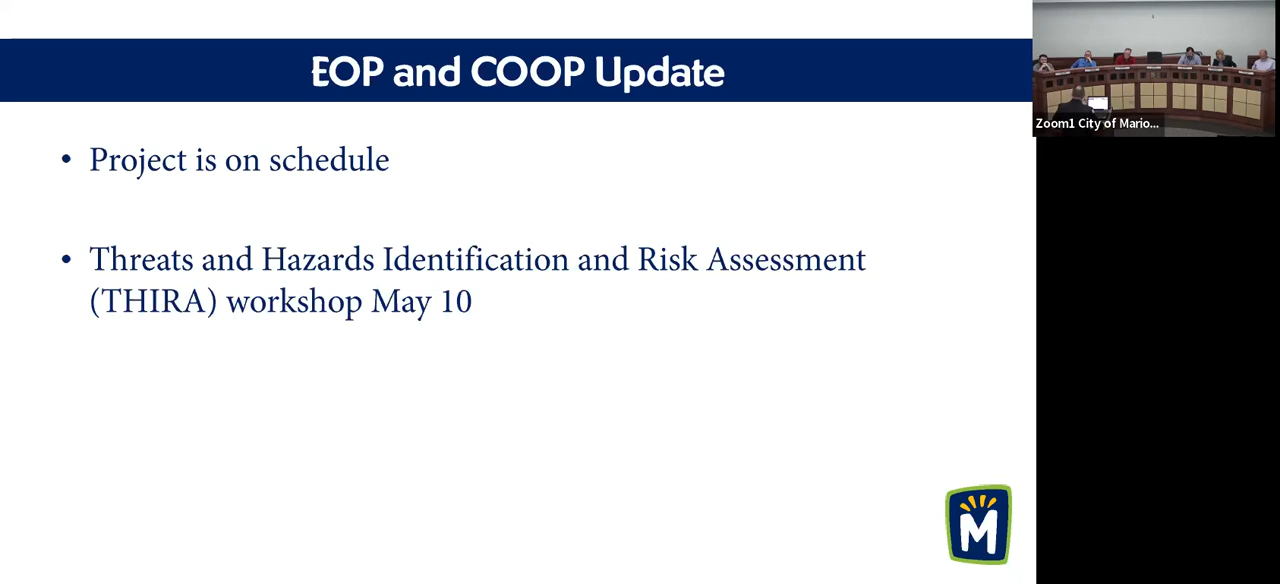 EOP and COOP Update
• Project is on schedule
• Threats and Hazards Identification and Risk Assessment
(THIRA) workshop May 10
M
Zoom1 City of Mario...